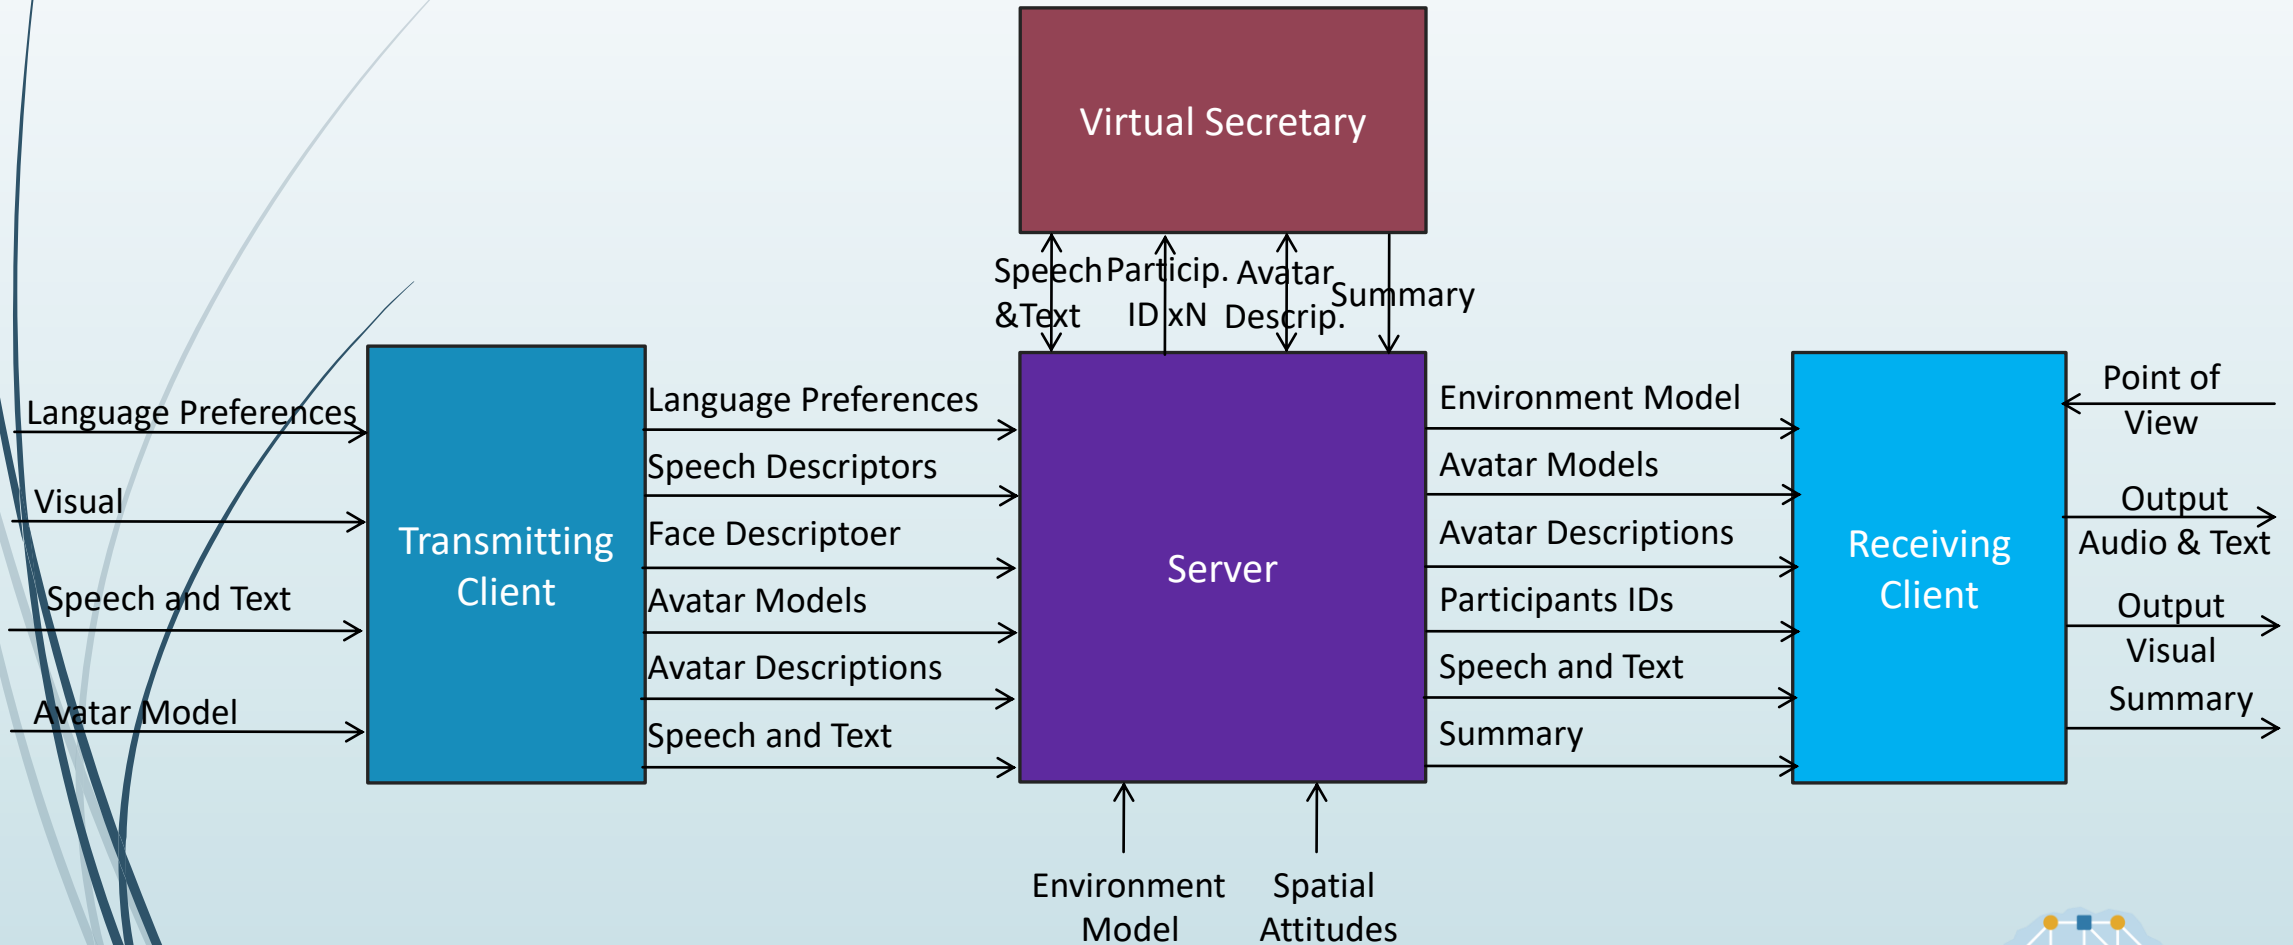 Virtual Secretary
Speech
&Text
Particip.
ID xN
Avatar
Descrip.
Summary
Language Preferences
Visual
Speech and Text
Avatar Model
Transmitting
Client
Language Preferences
Speech Descriptors
Face Descriptoer
Avatar Models
Avatar Descriptions
Speech and Text
Server
Environment Model
Avatar Models
Avatar Descriptions
Participants IDs
Speech and Text
Summary
Receiving
Client
Point of
View
Output
Audio & Text
Output
Visual
Summary
Environment
Model
Spatial
Attitudes